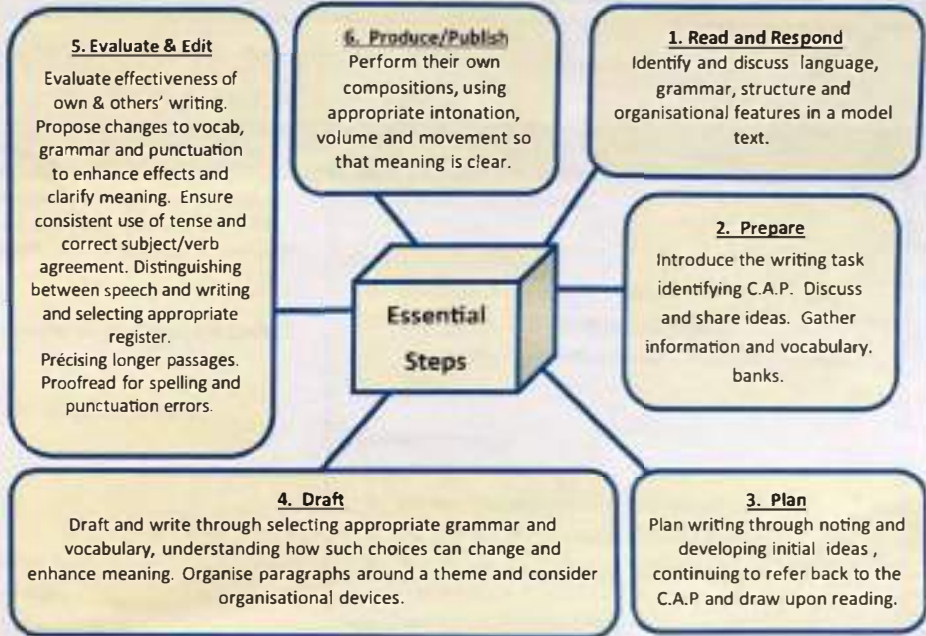 1. Read and Respond
Identify and discuss language,
grammar, structure and
organisational features in a model
text.
2. Prepare
Introduce the writing task
identifying C.A.P. Discuss
and share ideas. Gather
information and vocabulary.
banks.
3. Plan
Plan writing through noting and
developing initial ideas ,
continuing to refer back to the
C.A.P and draw upon reading.
4. Draft
Draft and write through selecting appropriate grammar and
vocabulary, understanding how such choices can change and
enhance meaning. Organise paragraphs around a theme and consider
organisational devices.
5. Evaluate & Edit
Evaluate effectiveness of
own & others' writing.
Propose changes to vocab,
grammar and punctuation
to enhance effects and
clarify meaning. Ensure
consistent use of tense and
correct subject/verb
agreement. Distinguishing
between speech and writing
and selecting appropriate
register.
Précising longer passages.
Proofread for spelling and
punctuation errors.
6. Produce/Publish
Perform their own
compositions, using
appropriate intonation,
volume and movement so
that meaning is clear.
Essential
Steps